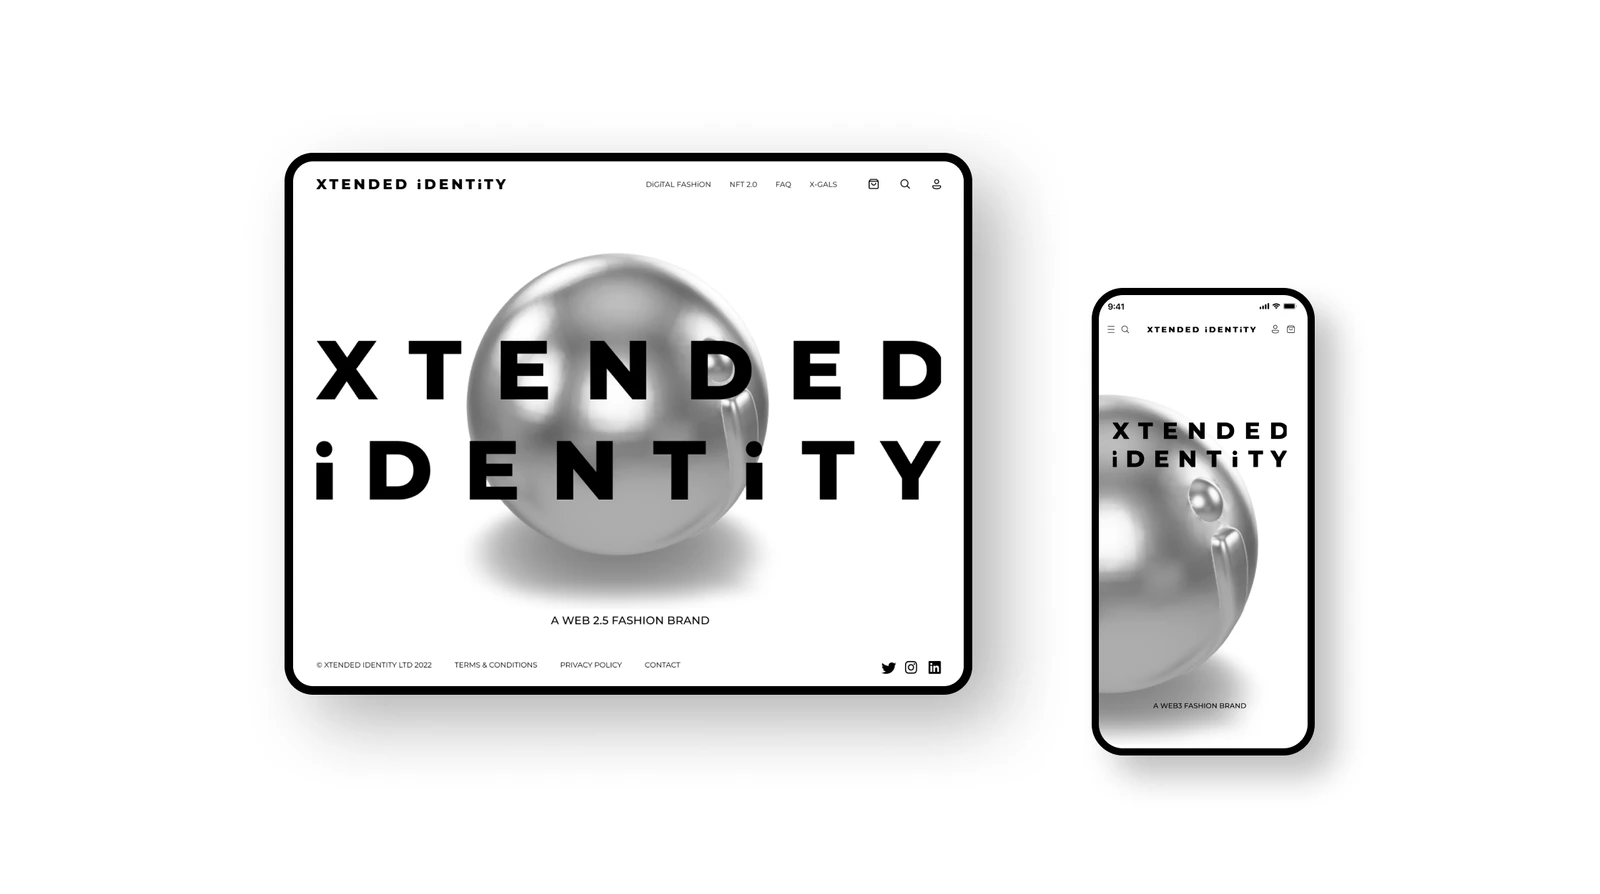 XTENDED iDENTiTY
DiGiTAL FASHION NFT 2.0 FAQ X-GALS
XTENDED
iDENTiTY
A WEB 2.5 FASHION BRAND
© XTENDED IDENTITY LTD 2022 TERMS & CONDITIONS PRIVACY POLICY CONTACT
9:41
XTENDED iDENTiTY
XTENDED
iDENTiTY
A WEB3 FASHION BRAND